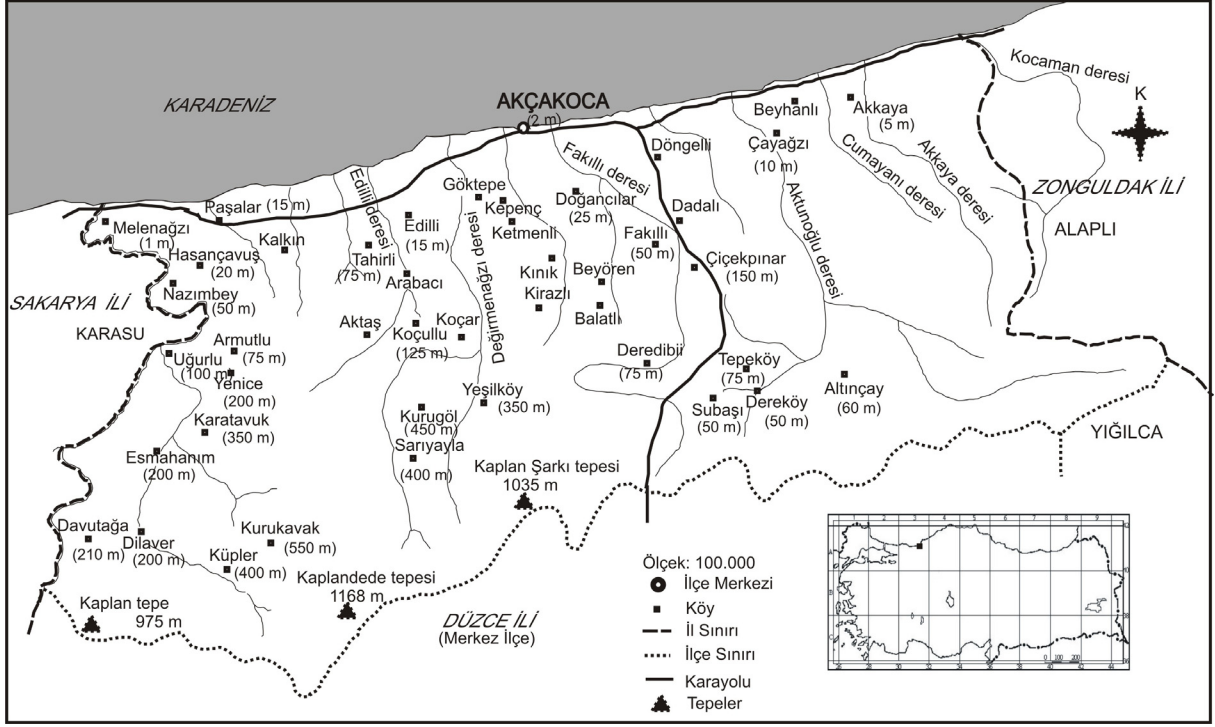 Kocaman deresi
K
KARADENİZ
AKÇAKOCA
(2 m)
Beyhanlı
Akkaya
(5 m)
Döngelli
Çayağzı
(10 m)
Fakıllı deresi
Cumayanı deresi
Akkaya deresi
Edilli deresi
Göktepe
Kepenç
Doğancılar
(25 m)
Aktunoğlu deresi
ZONGULDAK İLİ
Paşalar (15 m)
Melenağzı
(1 m)
Kalkın
Edilli
(15 m)
Ketmenli
Dadalı
ALAPLI
Fakıllı
(50 m)
Hasançavuş
(20 m)
Tahirli
(75 m)
Değirmenağzı deresi
Kınık
Beyören
Çiçekpınar
(150 m)
Arabacı
SAKARYA İLİ
Nazımbey
(50 m)
Kirazlı
Balatlı
KARASU
Aktaş
Koçullu
(125 m)
Koçar
Armutlu
(75 m)
Uğurlu
(100 m)
Deredibi
(75 m)
Tepeköy
(75 m)
Yenice
(200 m)
Yeşilköy
(350 m)
Altınçay
(60 m)
Dereköy
(50 m)
Subaşı
(50 m)
Karatavuk
(350 m)
Kurugöl
(450 m)
Sarıyayla
(400 m)
YIĞILCA
Esmahanım
(200 m)
Kaplan Şarkı tepesi
1035 m
Davutağa
(210 m)
Dilaver
(200 m)
Kurukavak
(550 m)
Küpler
(400 m)
Kaplandede tepesi
1168 m
Kaplan tepe
975 m
DÜZCE İLİ
(Merkez İlçe)
Ölçek: 100.000
İlçe Merkezi
Köy
İl Sınırı
İlçe Sınırı
Karayolu
Tepeler